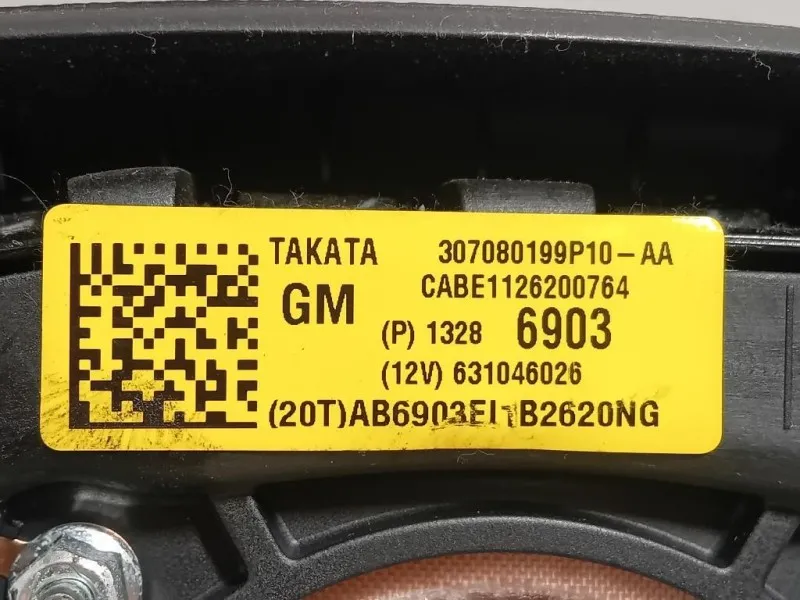 TAKATA 307080199P10-AA
CABE1126200764
GM
(P) 1328 6903
(12V) 631046026